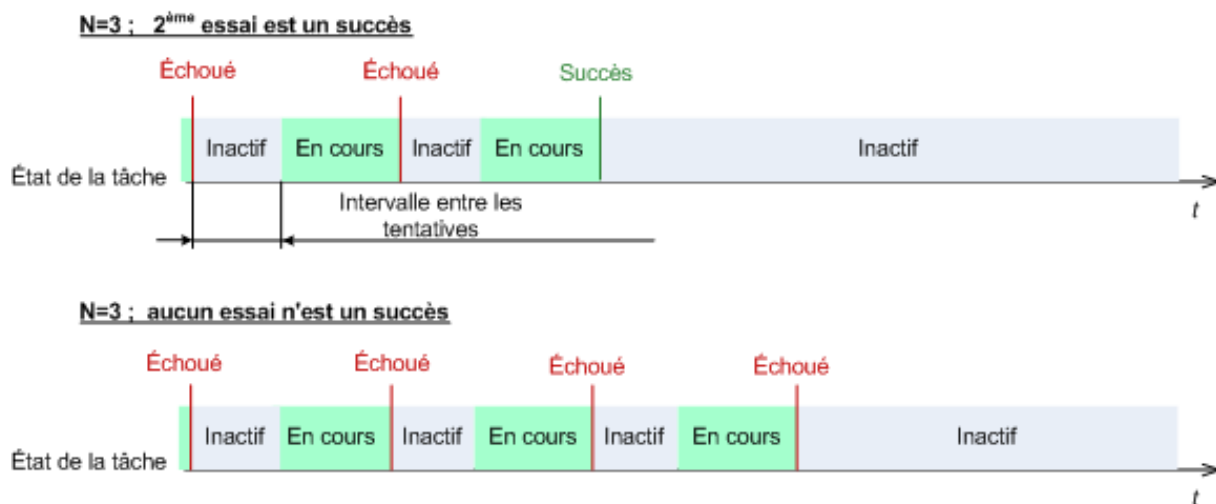 N=3 ; 2ème essai est un succès
Échoué Échoué Succès
Inactif En cours Inactif En cours Inactif
État de la tâche
Intervalle entre les
tentatives
t
N=3 ; aucun essai n'est un succès
Échoué Échoué Échoué Échoué
Inactif En cours Inactif En cours Inactif En cours Inactif
État de la tâche
t